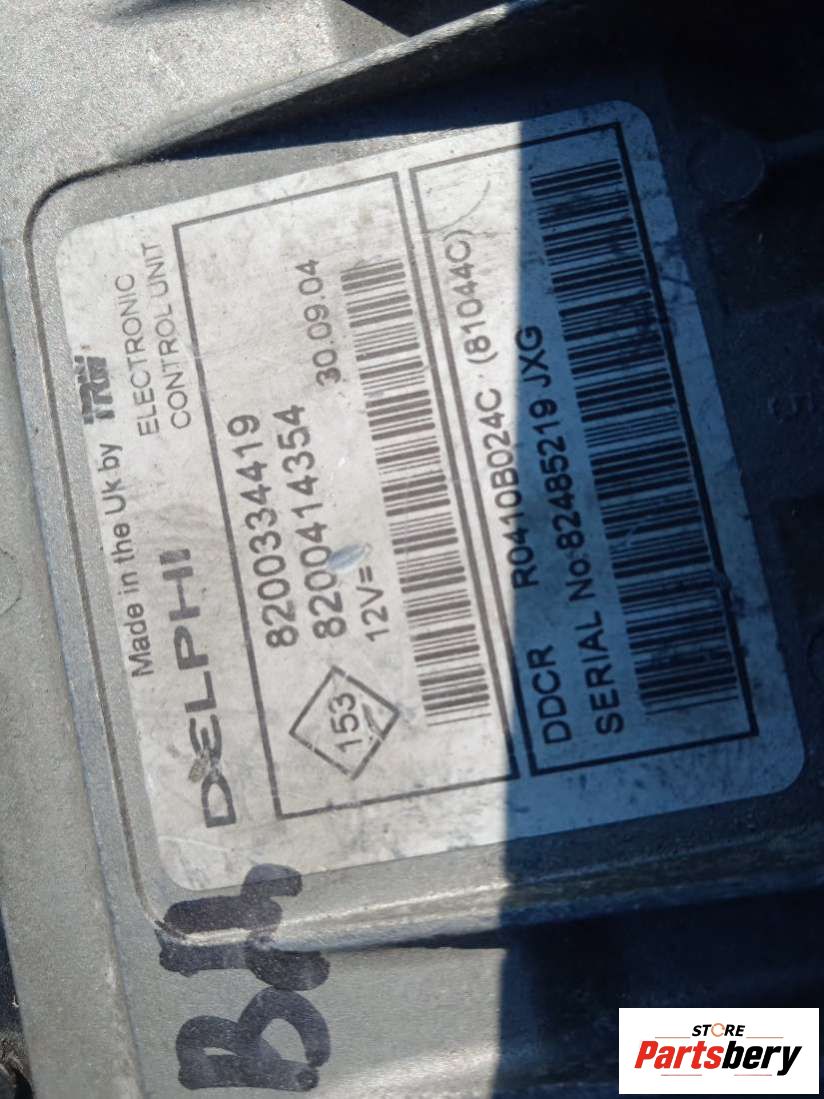 Made in the Uk by TRW.
DELPHI
ELECTRONIC
CONTROL UNIT
8200334419
8200414354
153
12V=
30.09.04
DDCR R0410B024C (81044C)
SERIAL No 82485219 JXG
STORE
Partsbery